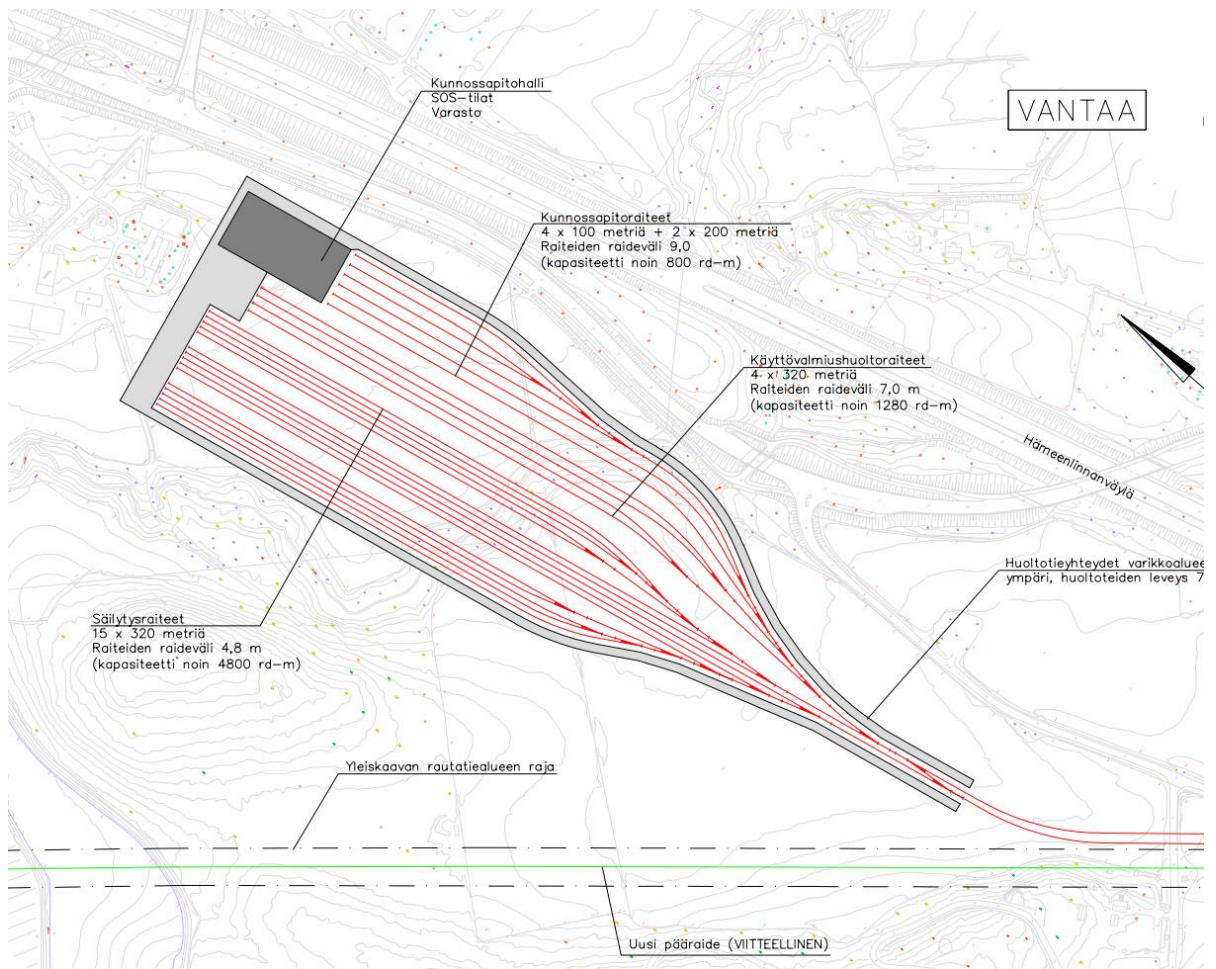 Kunnossapitohalli
SOS-tilat
Varasto
VANTAA
Kunnossapitoraiteet
4 x 100 metriä + 2 x 200 metriä
Raiteiden raideväli 9,0
(kapasiteetti noin 800 rd-m)
Käyttövalmiushuoltoraiteet
4 x 320 metriä
Raiteiden raideväli 7,0 m
(kapasiteetti noin 1280 rd-m)
Hämeenlinnanväylä
Huoltotieyhteydet varikkoaluee
ympäri, huoltoteiden leveys 7
Säilytysraiteet
15 x 320 metriä
Raiteiden raideväli 4,8 m
(kapasiteetti noin 4800 rd-m)
Yleiskaavan rautatiealueen raja
Uusi pääraide (VIITTEELLINEN)